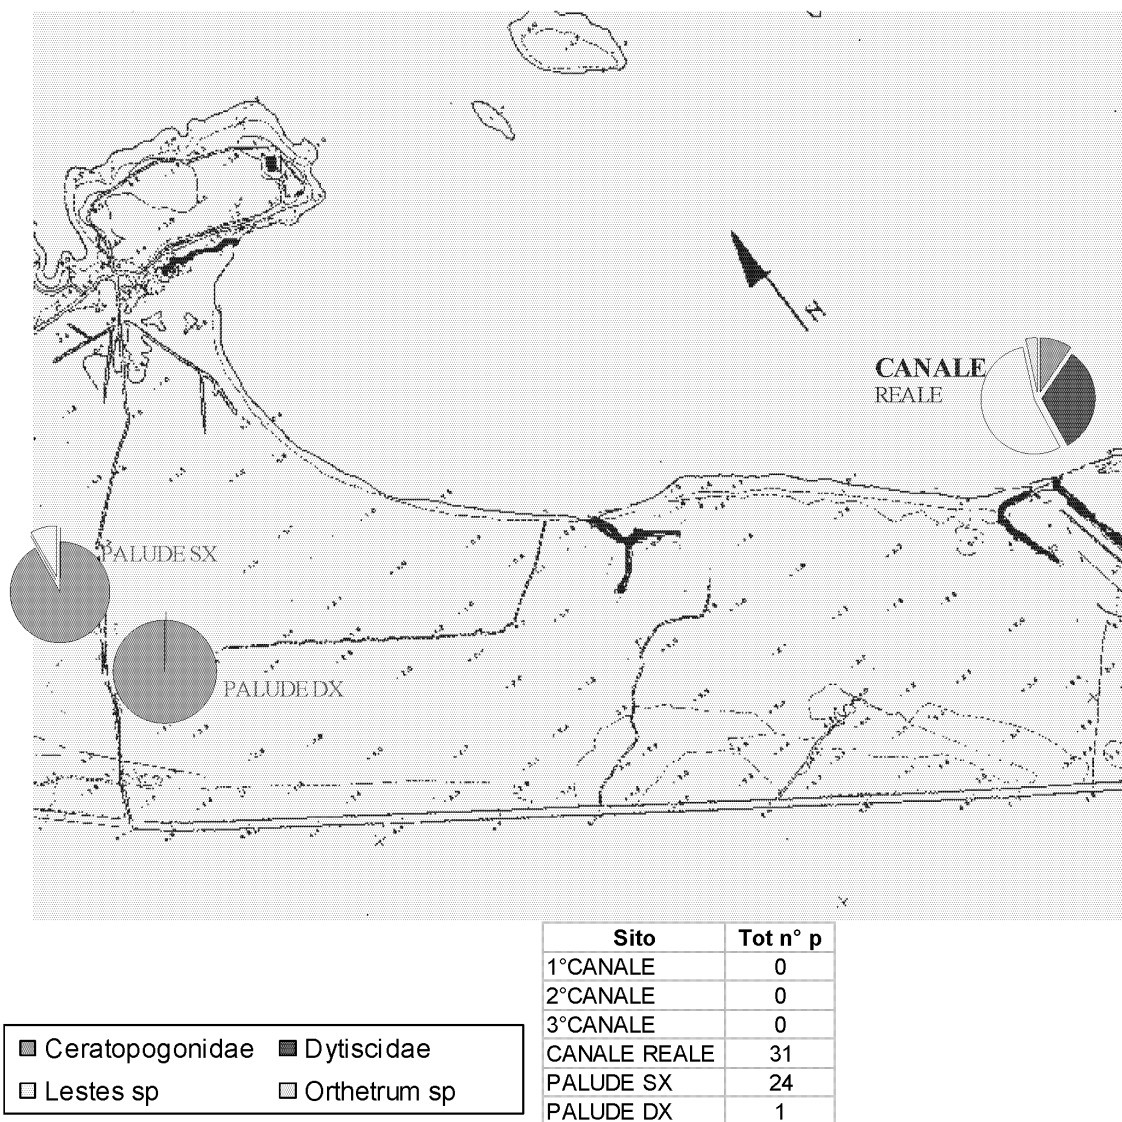 N
CANALE
REALE
PALUDE SX
PALUDE DX
Sito Tot n° p
1°CANALE 0
2°CANALE 0
3°CANALE 0
CANALE REALE 31
PALUDE SX 24
PALUDE DX 1
Ceratopogonidae Dytiscidae
Lestes sp Orthetrum sp